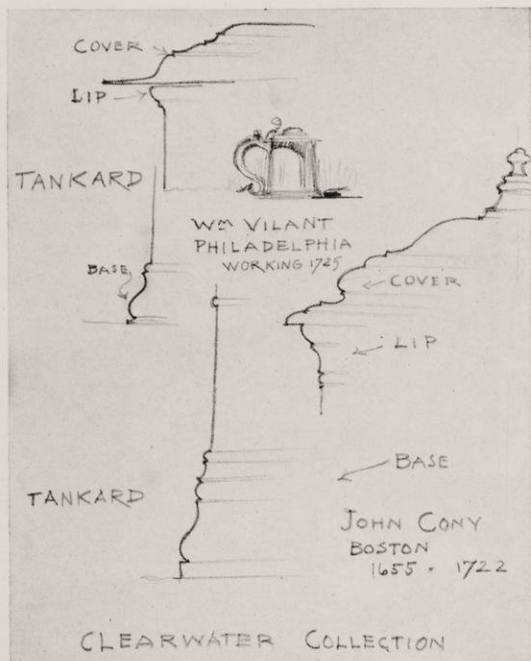 COVER
LIP
TANKARD
BASE
Wᴹ VILANT
PHILADELPHIA
WORKING 1725
COVER
LIP
BASE
TANKARD
JOHN CONY
BOSTON
1655 - 1722
CLEARWATER COLLECTION